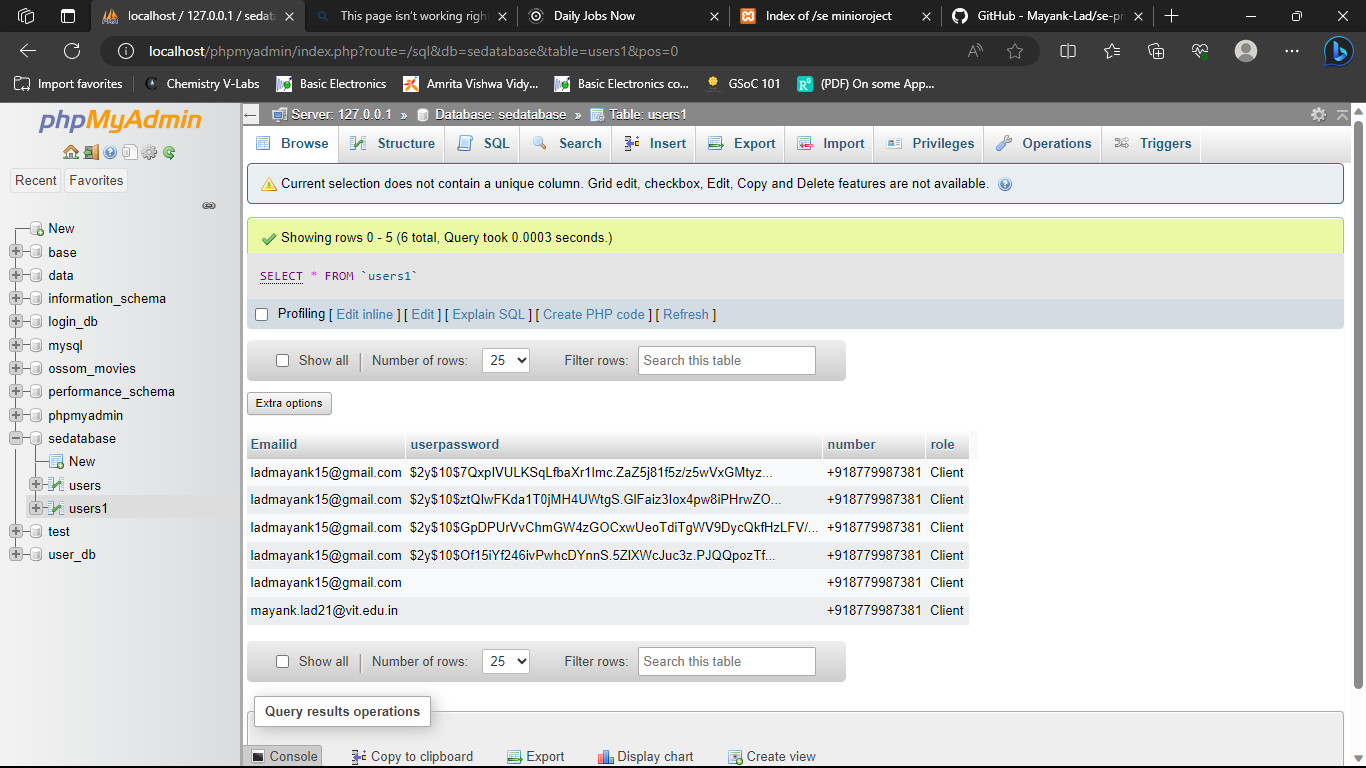 localhost / 127.0.0.1 / sedata
This page isn't working right
Daily Jobs Now
Index of /se minioroject
GitHub - Mayank-Lad/se-pr
localhost/phpmyadmin/index.php?route=/sql&db=sedatabase&table=users1&pos=0
Import favorites
Chemistry V-Labs
Basic Electronics
Amrita Vishwa Vidy...
Basic Electronics co...
GSoC 101
(PDF) On some App...
phpMyAdmin
Recent
Favorites
New
base
data
information_schema
login_db
mysql
ossom_movies
performance_schema
phpmyadmin
sedatabase
New
users
users1
test
user_db
Server: 127.0.0.1 » Database: sedatabase » Table: users1
Browse Structure SQL Search Insert Export Import Privileges Operations Triggers
Current selection does not contain a unique column. Grid edit, checkbox, Edit, Copy and Delete features are not available.
Showing rows 0 - 5 (6 total, Query took 0.0003 seconds.)
SELECT * FROM `users1`
Profiling [ Edit inline ] [ Edit ] [ Explain SQL ] [ Create PHP code ] [ Refresh ]
Show all | Number of rows: 25 Filter rows: Search this table
Extra options
Emailid userpassword number role
ladmayank15@gmail.com $2y$10$7QxpIVULKSqLfbaXr1Imc.ZaZ5j81f5z/z5wVxGMtyz... +918779987381 Client
ladmayank15@gmail.com $2y$10$ztQIwFKda1T0jMH4UWtgS.GlFaiz3Iox4pw8iPHrwZO... +918779987381 Client
ladmayank15@gmail.com $2y$10$GpDPUrVvChmGW4zGOCxwUeoTdiTgWV9DycQkfHzLFV/... +918779987381 Client
ladmayank15@gmail.com $2y$10$Of15iYf246ivPwhcDYnnS.5ZlXWcJuc3z.PJQQpozTf... +918779987381 Client
ladmayank15@gmail.com +918779987381 Client
mayank.lad21@vit.edu.in +918779987381 Client
Show all | Number of rows: 25 Filter rows: Search this table
Query results operations
Console Copy to clipboard Export Display chart Create view